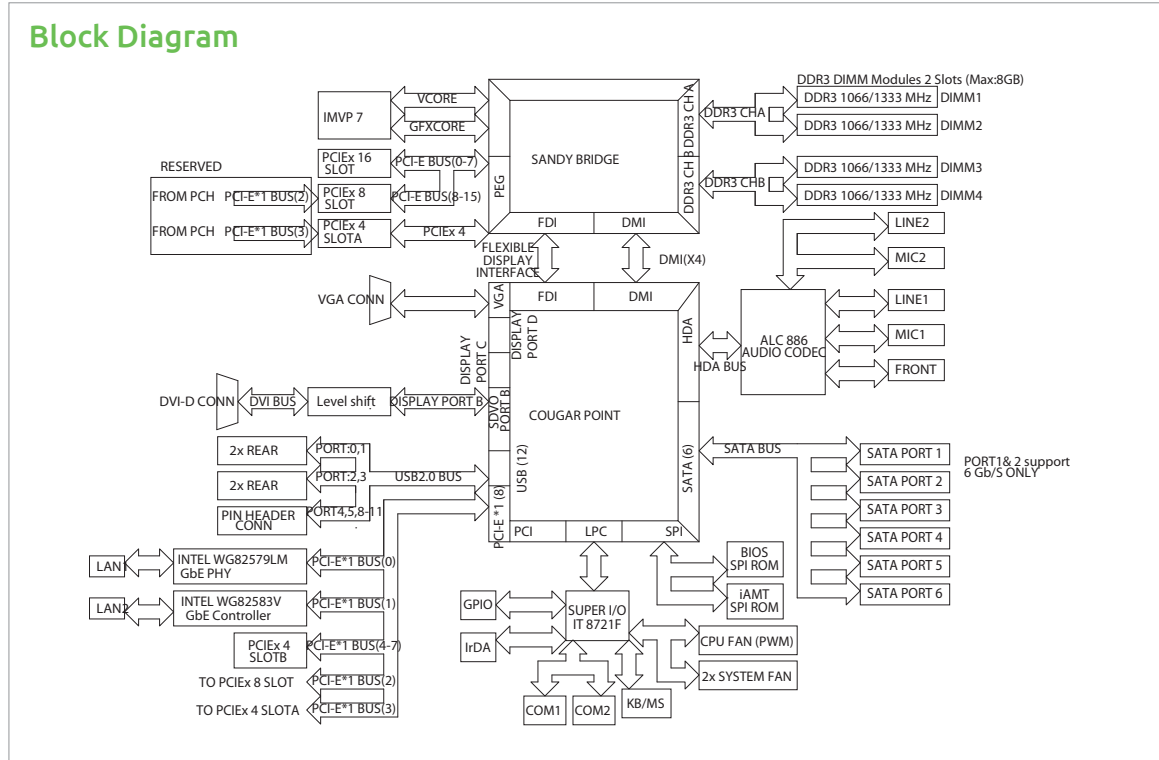 Block Diagram
DDR3 DIMM Modules 2 Slots (Max:8GB)
IMVP 7
VCORE
GFXCORE
SANDY BRIDGE
PEG
FDI
DMI
DDR3 CH A
DDR3 CH B
DDR3 CHA
DDR3 1066/1333 MHz DIMM1
DDR3 1066/1333 MHz DIMM2
DDR3 CHB
DDR3 1066/1333 MHz DIMM3
DDR3 1066/1333 MHz DIMM4
RESERVED
PCIEx 16
SLOT
PCI-E BUS(0-7)
FROM PCH
PCI-E*1 BUS(2)
PCIEx 8
SLOT
PCI-E BUS(8-15)
FROM PCH
PCI-E*1 BUS(3)
PCIEx 4
SLOTA
PCIEx 4
FLEXIBLE
DISPLAY
INTERFACE
DMI(X4)
LINE2
MIC2
LINE1
MIC1
FRONT
ALC 886
AUDIO CODEC
HDA BUS
VGA CONN
VGA
FDI
DMI
HDA
DISPLAY
PORT C
DISPLAY
PORT D
COUGAR POINT
DVI-D CONN
DVI BUS
Level shift
DISPLAY PORT B
SDVO
PORT B
2x REAR
PORT:0,1
2x REAR
PORT:2,3
USB2.0 BUS
PIN HEADER
CONN
PORT4,5,8-11
USB (12)
PCI-E *1 (8)
PCI
LPC
SPI
SATA (6)
SATA BUS
SATA PORT 1
SATA PORT 2
SATA PORT 3
SATA PORT 4
SATA PORT 5
SATA PORT 6
PORT1& 2 support
6 Gb/S ONLY
LAN1
INTEL WG82579LM
GbE PHY
PCI-E*1 BUS(0)
LAN2
INTEL WG82583V
GbE Controller
PCI-E*1 BUS(1)
PCIEx 4
SLOTB
PCI-E*1 BUS(4-7)
TO PCIEx 8 SLOT
PCI-E*1 BUS(2)
TO PCIEx 4 SLOTA
PCI-E*1 BUS(3)
BIOS
SPI ROM
iAMT
SPI ROM
GPIO
IrDA
SUPER I/O
IT 8721F
CPU FAN (PWM)
2x SYSTEM FAN
COM1
COM2
KB/MS